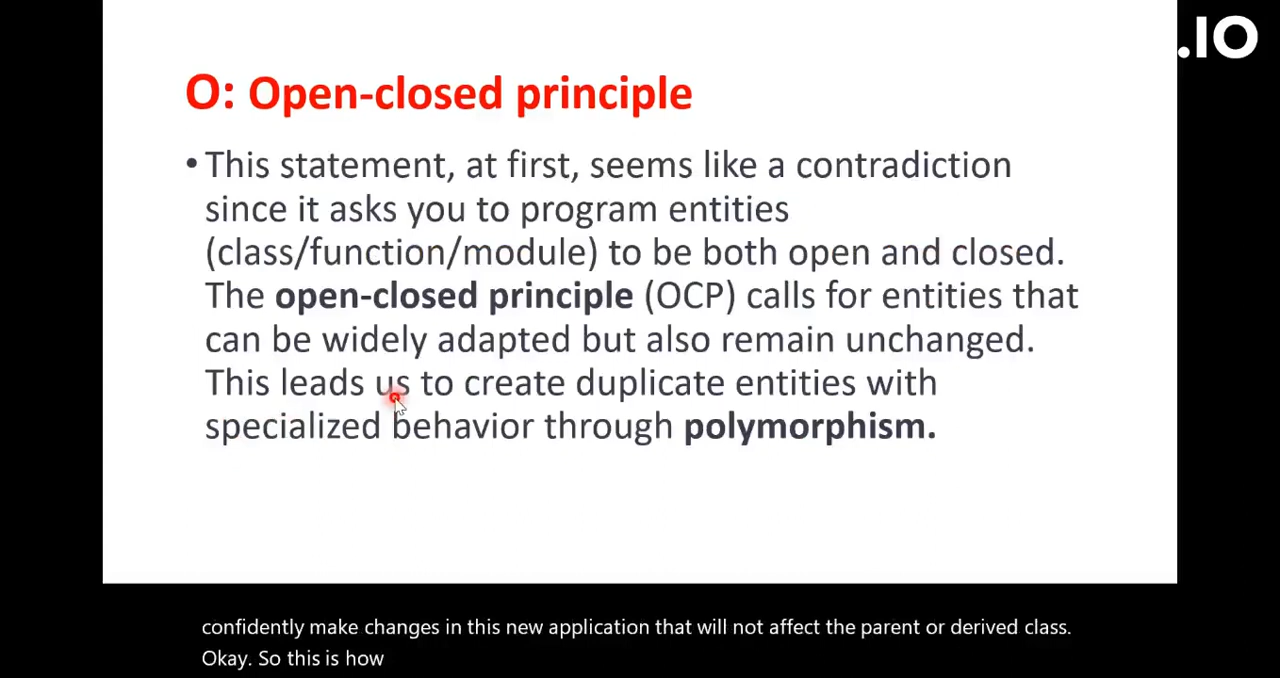 .IO
O: Open-closed principle
• This statement, at first, seems like a contradiction
since it asks you to program entities
(class/function/module) to be both open and closed.
The open-closed principle (OCP) calls for entities that
can be widely adapted but also remain unchanged.
This leads us to create duplicate entities with
specialized behavior through polymorphism.
confidently make changes in this new application that will not affect the parent or derived class.
Okay. So this is how